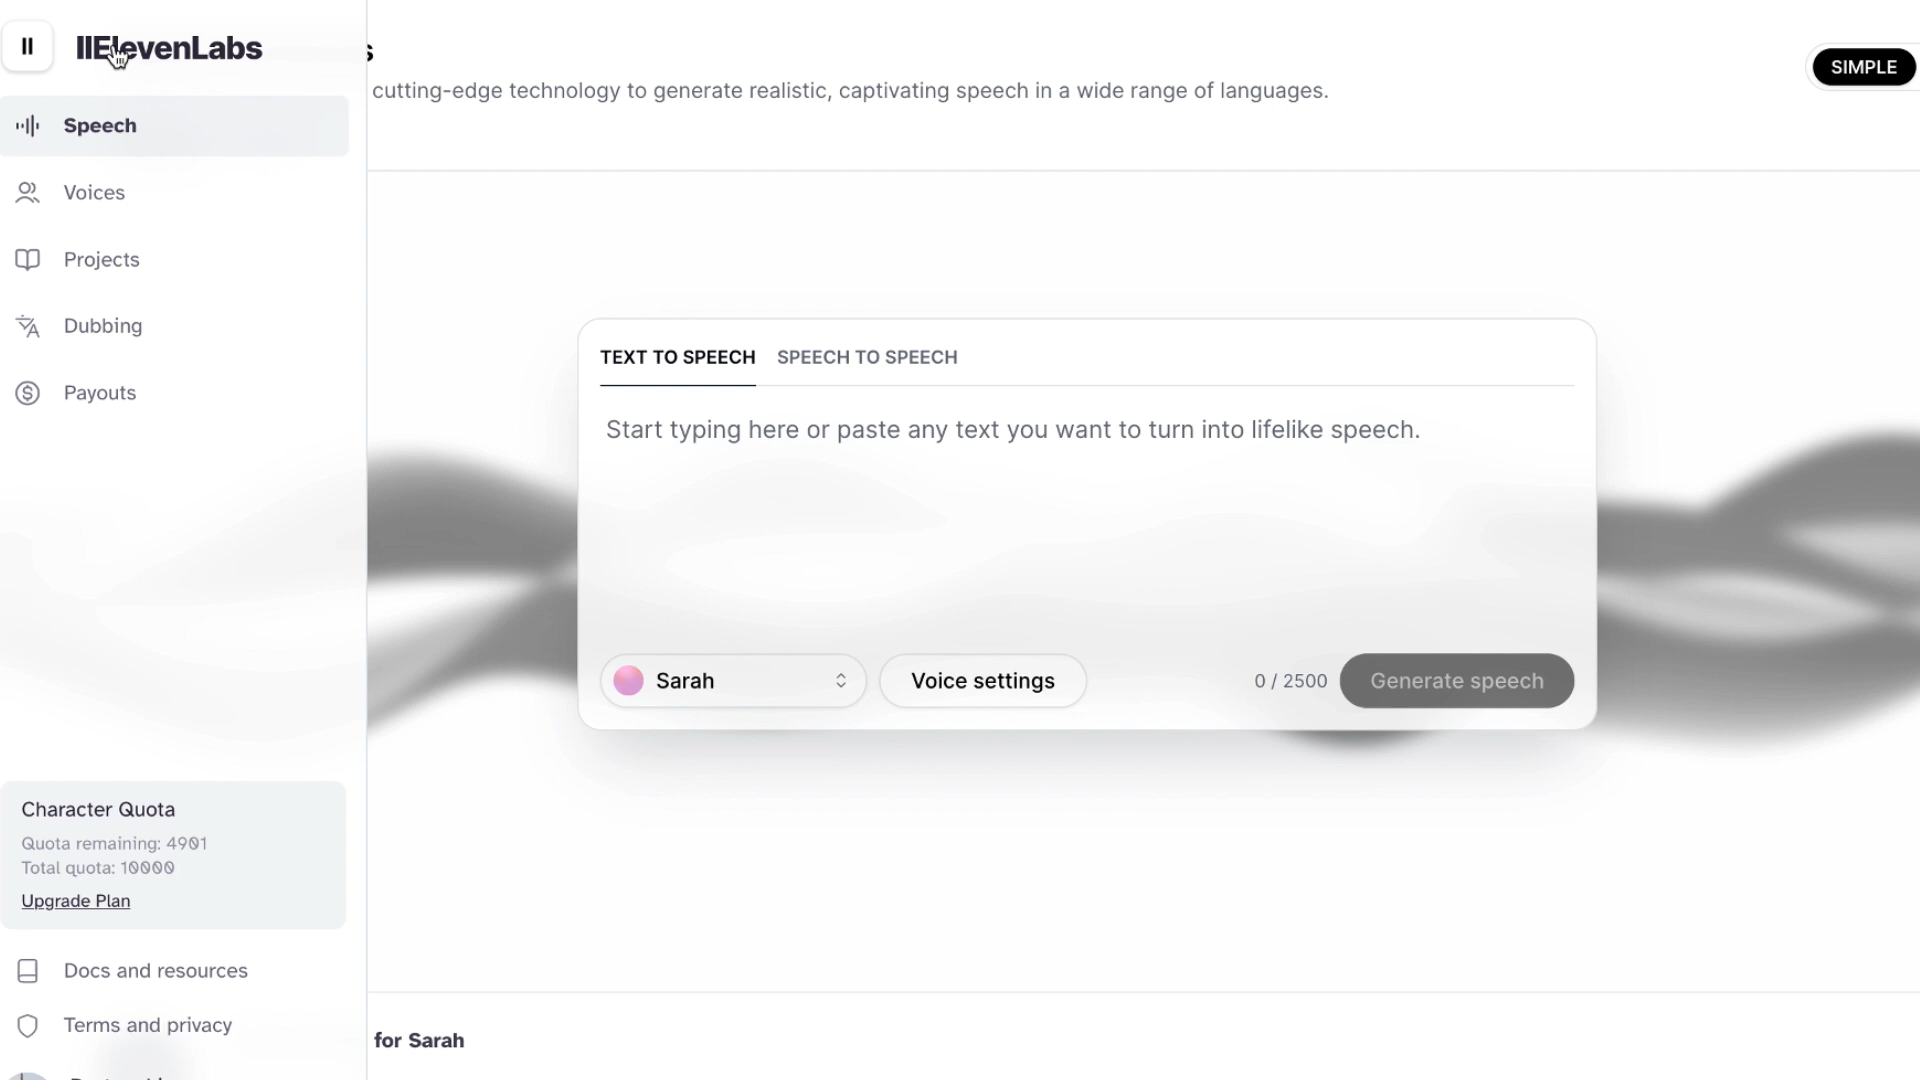 IIElevenLabs
Speech
Voices
Projects
Dubbing
Payouts
Character Quota
Quota remaining: 4901
Total quota: 10000
Upgrade Plan
Docs and resources
Terms and privacy
s
cutting-edge technology to generate realistic, captivating speech in a wide range of languages.
SIMPLE
TEXT TO SPEECH SPEECH TO SPEECH
Start typing here or paste any text you want to turn into lifelike speech.
Sarah Voice settings 0 / 2500 Generate speech
for Sarah